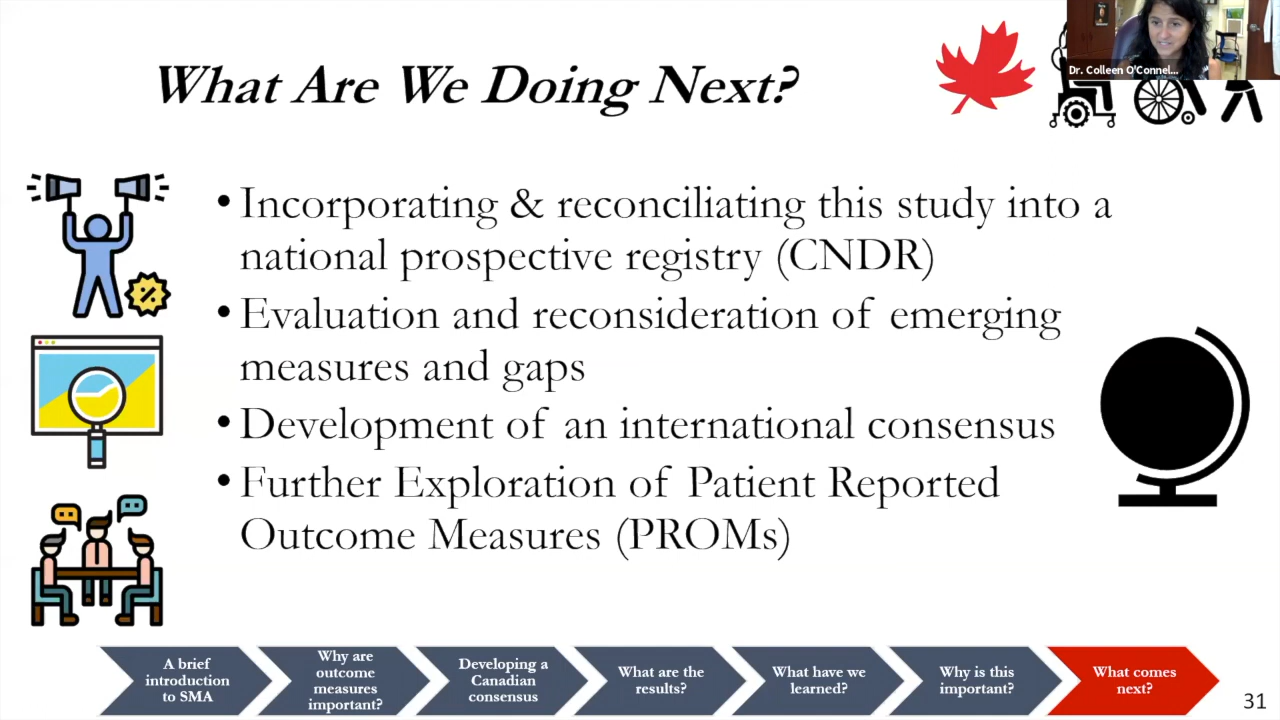 Dr. Colleen O'Connel...
What Are We Doing Next?
• Incorporating & reconciliating this study into a
national prospective registry (CNDR)
• Evaluation and reconsideration of emerging
measures and gaps
• Development of an international consensus
• Further Exploration of Patient Reported
Outcome Measures (PROMs)
A brief
introduction
to SMA
Why are
outcome
measures
important?
Developing a
Canadian
consensus
What are the
results?
What have we
learned?
Why is this
important?
What comes
next?
31